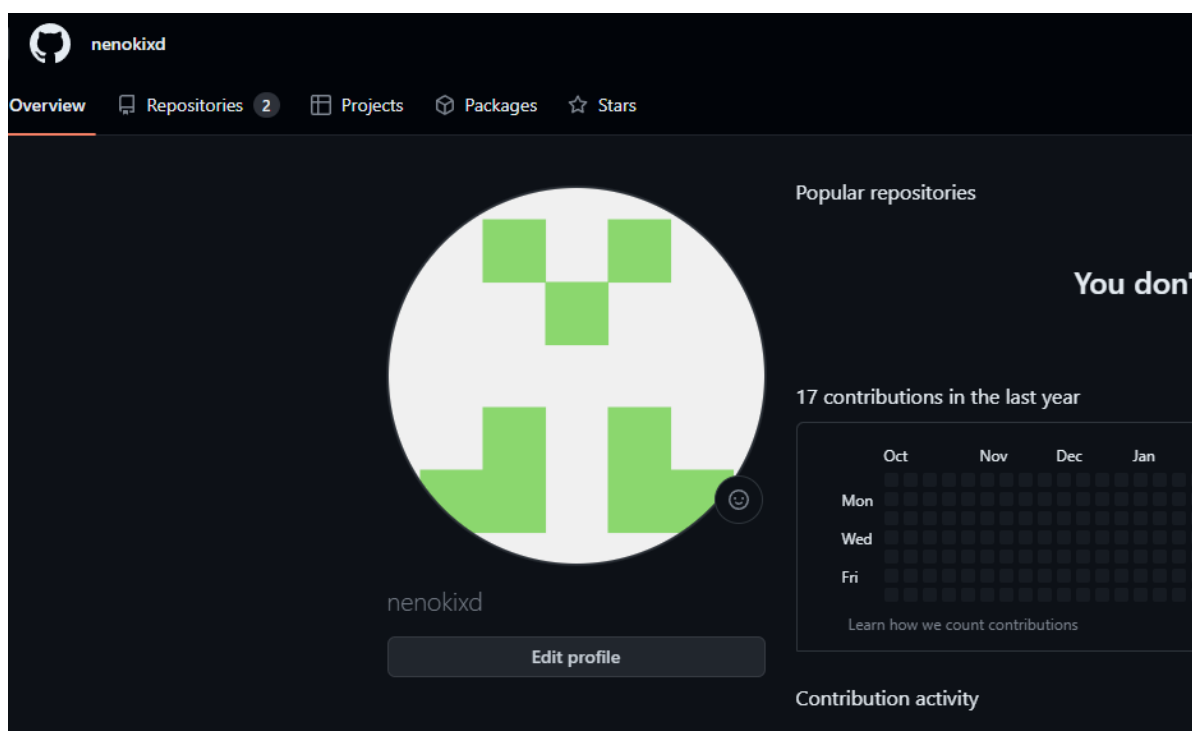 nenokixd
Overview Repositories 2 Projects Packages Stars
Popular repositories
You don'
17 contributions in the last year
Oct Nov Dec Jan
Mon
Wed
Fri
Learn how we count contributions
nenokixd
Edit profile
Contribution activity